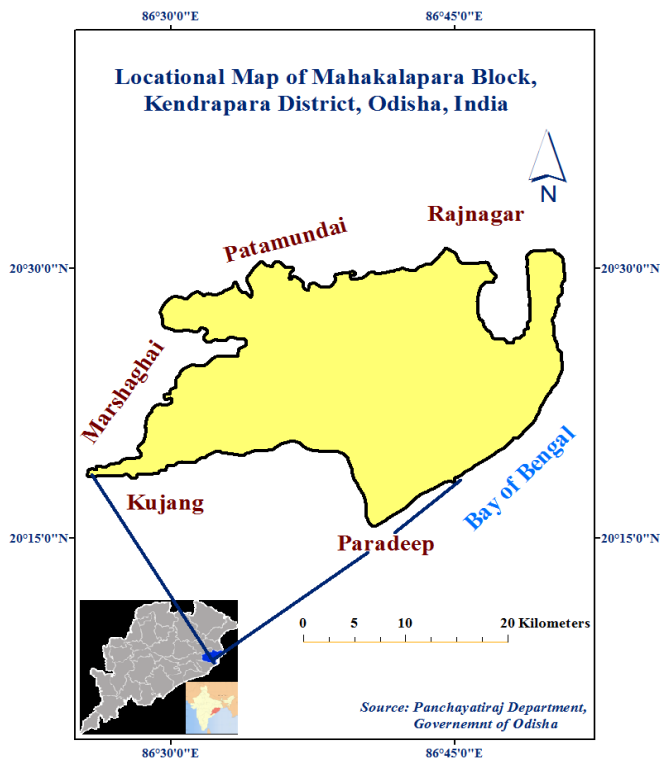 86°30'0"E 86°45'0"E
Locational Map of Mahakalapara Block,
Kendrapara District, Odisha, India
N
Rajnagar
Patamundai
20°30'0"N 20°30'0"N
Marshaghai
Bay of Bengal
Kujang
20°15'0"N 20°15'0"N
Paradeep
0 5 10 20 Kilometers
Source: Panchayatiraj Department,
Governemnt of Odisha
86°30'0"E 86°45'0"E